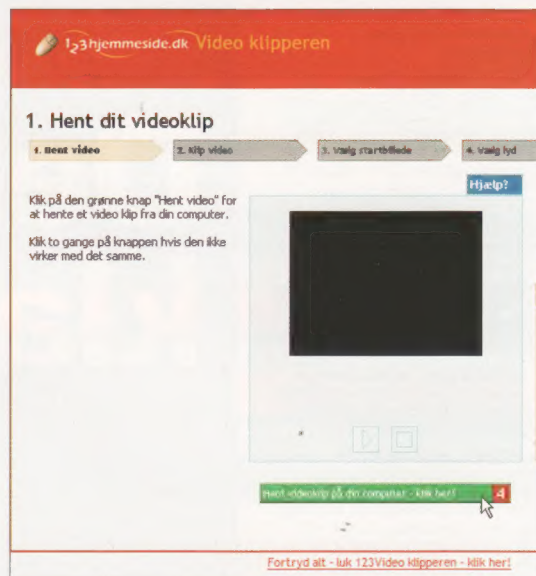 123hjemmeside.dk Video klipperen
1. Hent dit videoklip
1. Hent video
2. Klip video
3. Vælg startbillede
4. Vælg lyd
Hjælp?
Klik på den grønne knap "Hent video" for
at hente et video klip fra din computer.
Klik to gange på knappen hvis den ikke
virker med det samme.
Hent videoklip på din computer - klik her! 4
Fortryd alt - luk 123Video klipperen - klik her!